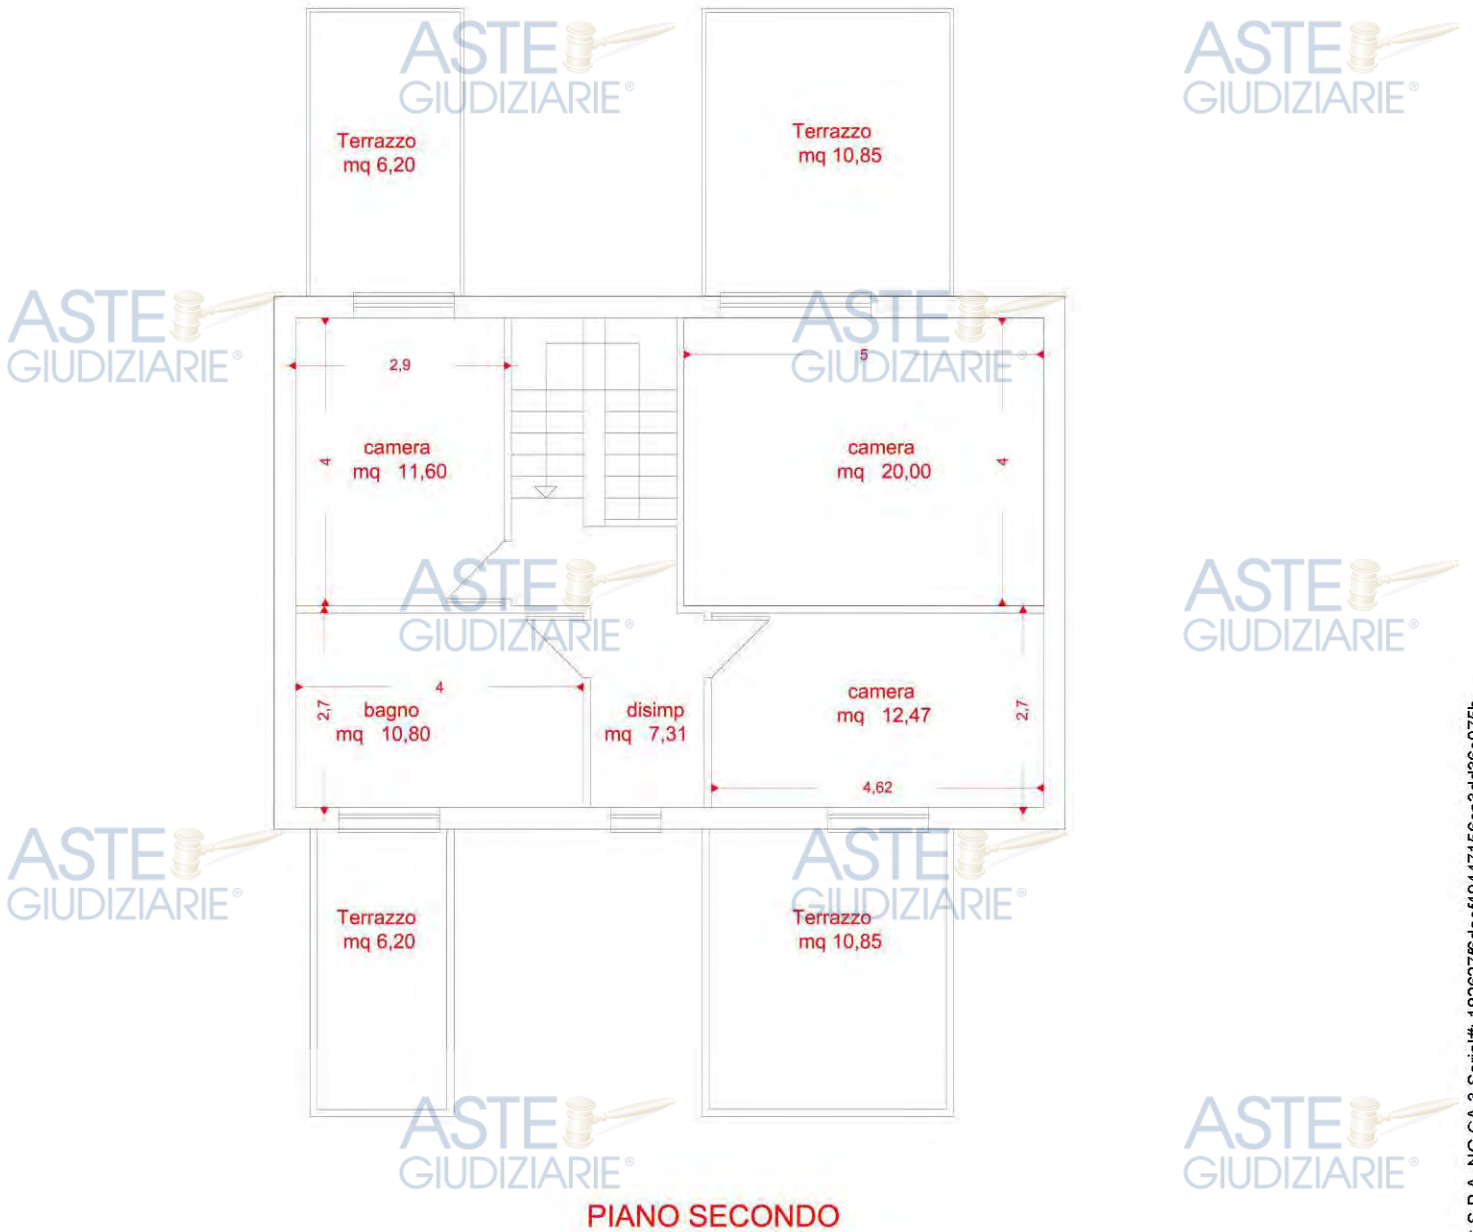 ASTE
GIUDIZIARIE®
ASTE
GIUDIZIARIE®
Terrazzo
mq 6,20
Terrazzo
mq 10,85
ASTE
GIUDIZIARIE®
ASTE
GIUDIZIARIE®
2,9
5
4
camera
mq 11,60
camera
mq 20,00
4
ASTE
GIUDIZIARIE®
ASTE
GIUDIZIARIE®
4
2,7
bagno
mq 10,80
disimp
mq 7,31
camera
mq 12,47
2,7
4,62
ASTE
GIUDIZIARIE®
ASTE
GIUDIZIARIE®
Terrazzo
mq 6,20
Terrazzo
mq 10,85
ASTE
GIUDIZIARIE®
ASTE
GIUDIZIARIE®
PIANO SECONDO